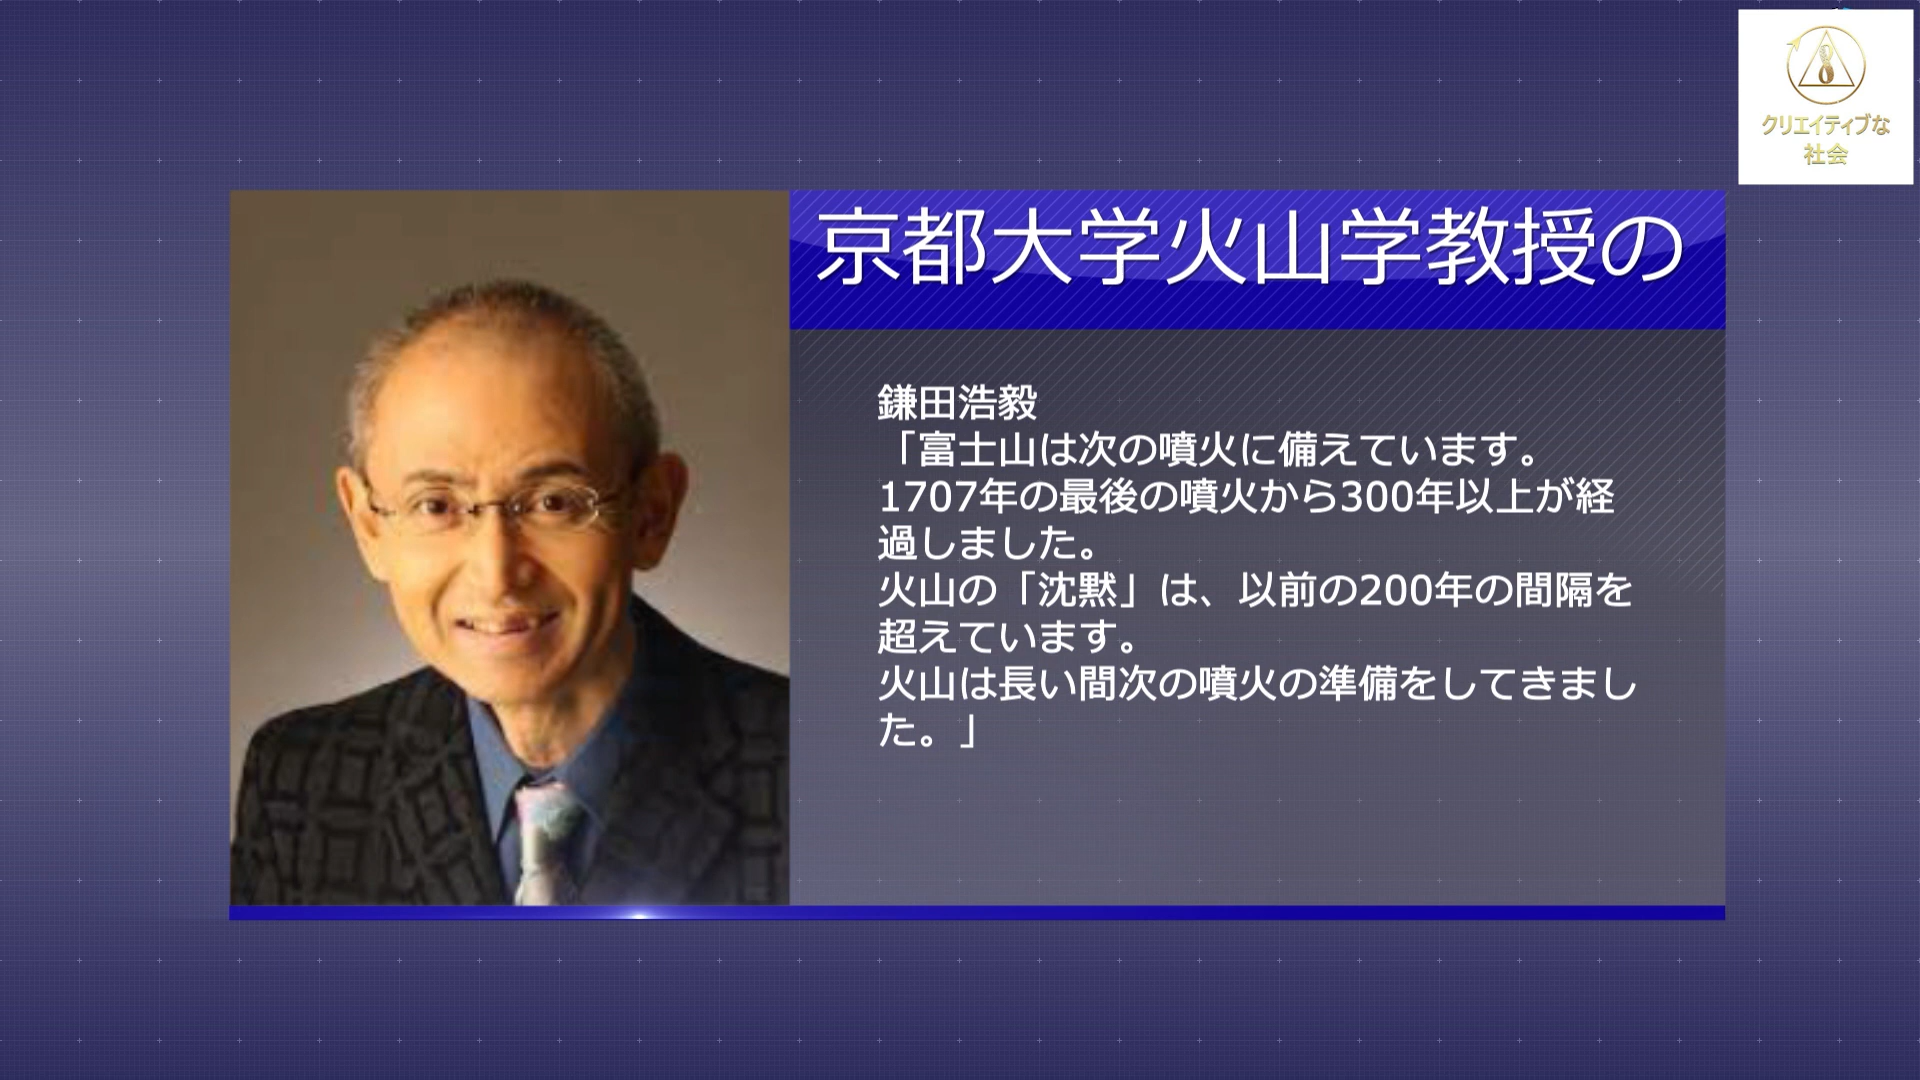 クリエイティブな
社会
京都大学火山学教授の
鎌田浩毅
「富士山は次の噴火に備えています。
1707年の最後の噴火から300年以上が経
過しました。
火山の「沈黙」は、以前の200年の間隔を
超えています。
火山は長い間次の噴火の準備をしてきまし
た。」